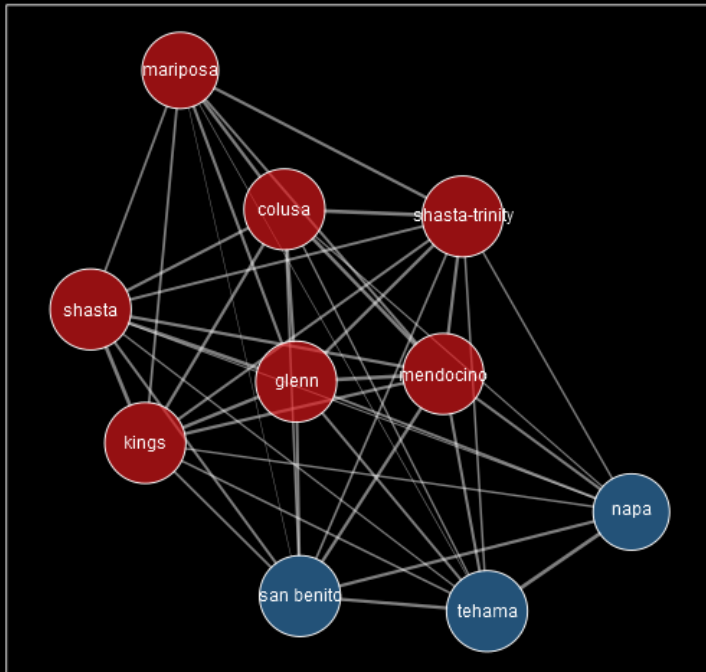 mariposa
colusa
shasta-trinity
shasta
glenn
mendocino
kings
napa
san benito
tehama